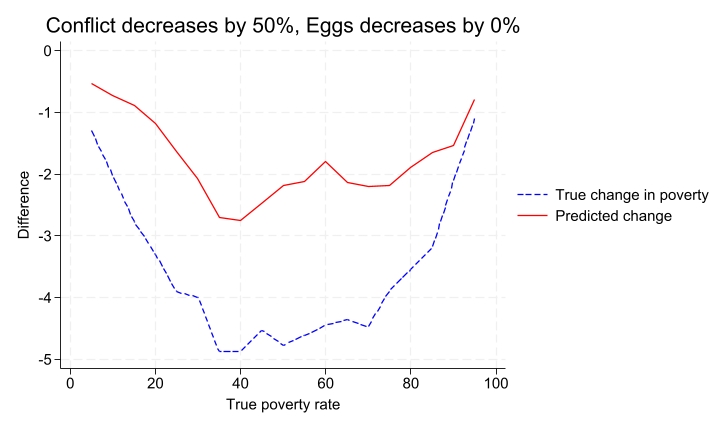 Conflict decreases by 50%, Eggs decreases by 0%
0
-1
-2
-3
-4
-5
Difference
0 20 40 60 80 100
True poverty rate
True change in poverty
Predicted change